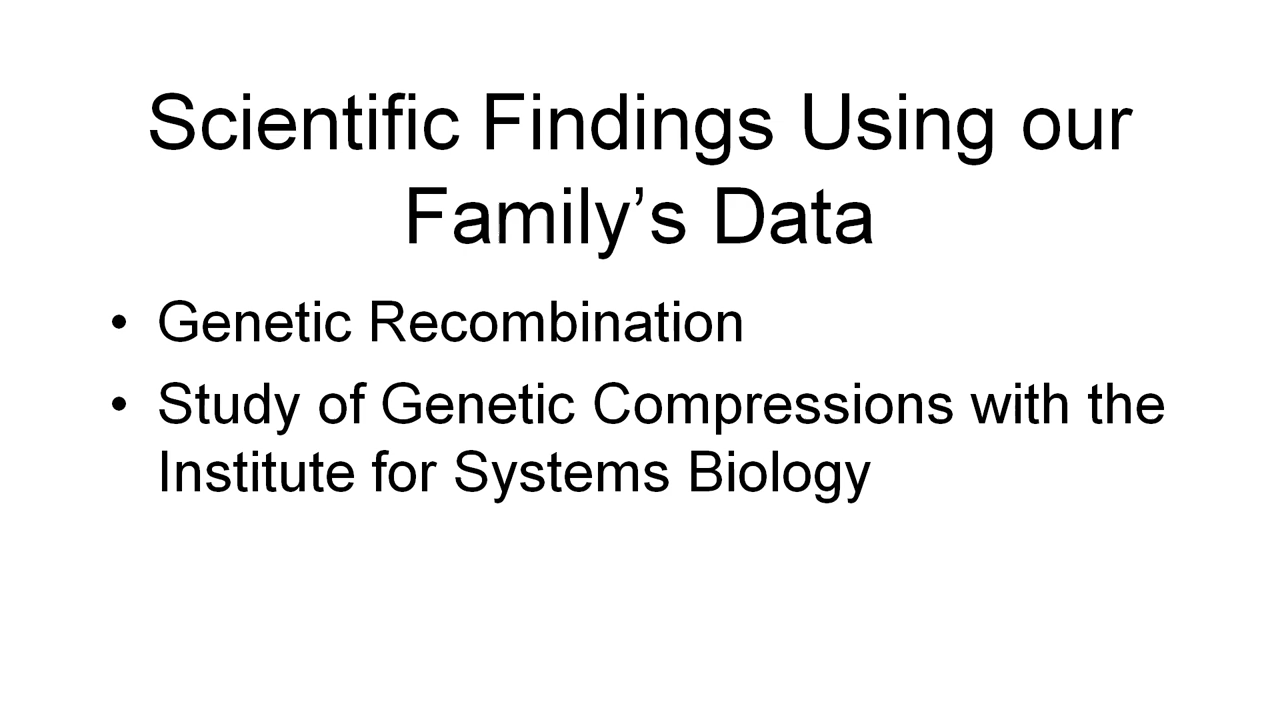 Scientific Findings Using our
Family’s Data
• Genetic Recombination
• Study of Genetic Compressions with the
Institute for Systems Biology